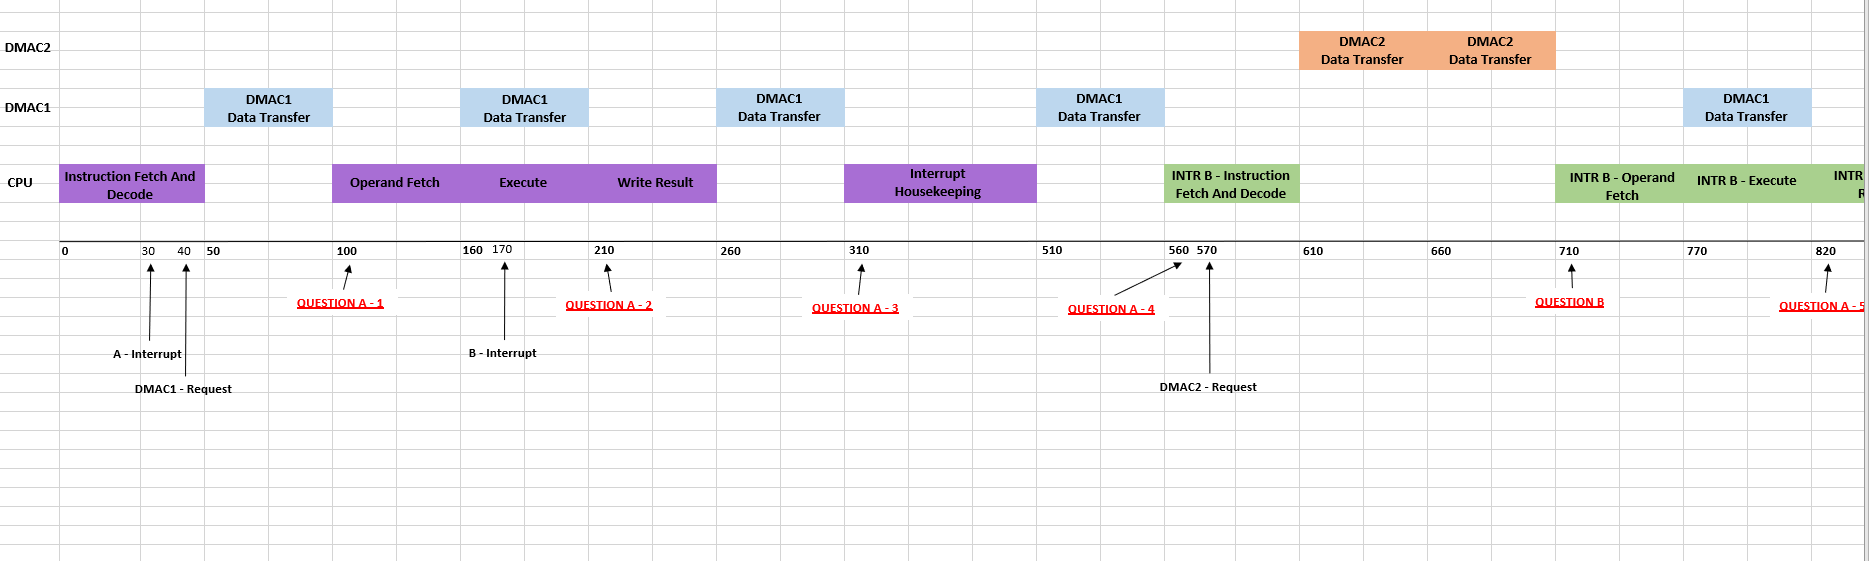 DMAC2
DMAC2
DMAC2
Data Transfer
Data Transfer
DMAC1
DMAC1
Data Transfer
DMAC1
Data Transfer
DMAC1
Data Transfer
DMAC1
Data Transfer
DMAC1
Data Transfer
CPU
Instruction Fetch And
Decode
Operand Fetch
Execute
Write Result
Interrupt
Housekeeping
INTR B - Instruction
Fetch And Decode
INTR B - Operand
Fetch
INTR B - Execute
INTR
R
0 30 40 50 100 160 170 210 260 310 510 560 570 610 660 710 770 820
QUESTION A - 1
QUESTION A - 2
QUESTION A - 3
QUESTION A - 4
QUESTION B
QUESTION A - 5
A - Interrupt
B - Interrupt
DMAC1 - Request
DMAC2 - Request